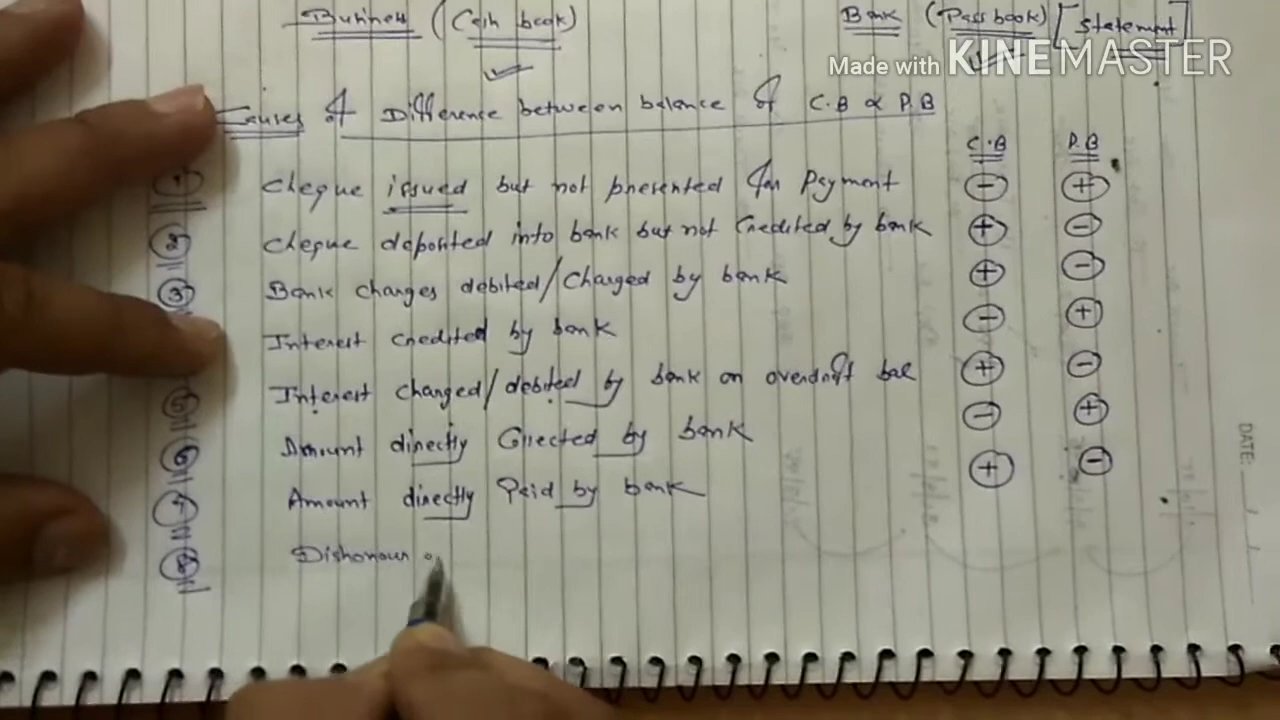 Business (Cash book) Bank (Passbook) [Statement]
Made with KINEMASTER
Causes of Difference between balance of C.B & P.B
C.B P.B
1 Cheque issued but not presented for Payment - +
2 Cheque deposited into bank but not Credited by bank + -
3 Bank charges debited/Charged by bank + -
Interest credited by bank - +
5 Interest charged/debited by bank on overdraft bal + -
6 Amount directly Collected by bank - +
7 Amount directly Paid by bank + -
8 Dishonour o
DATE: